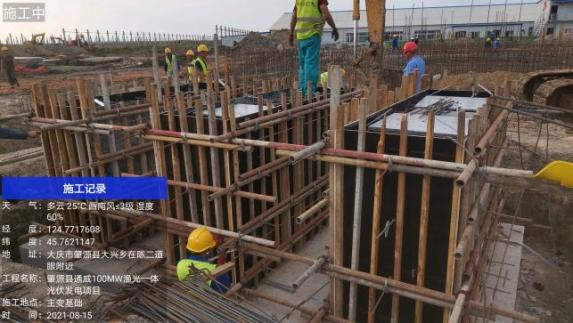 施工中
施工记录
天 气: 多云 25℃ 西南风≤3级 湿度
60%
经 度: 124.7717608
纬 度: 45.7621147
地 点: 大庆市肇源县大兴乡在陈二道
眼附近
工程名称: 肇源县通威100MW渔光一体
光伏发电项目
施工地点: 主变基础
时 间: 2021-08-15